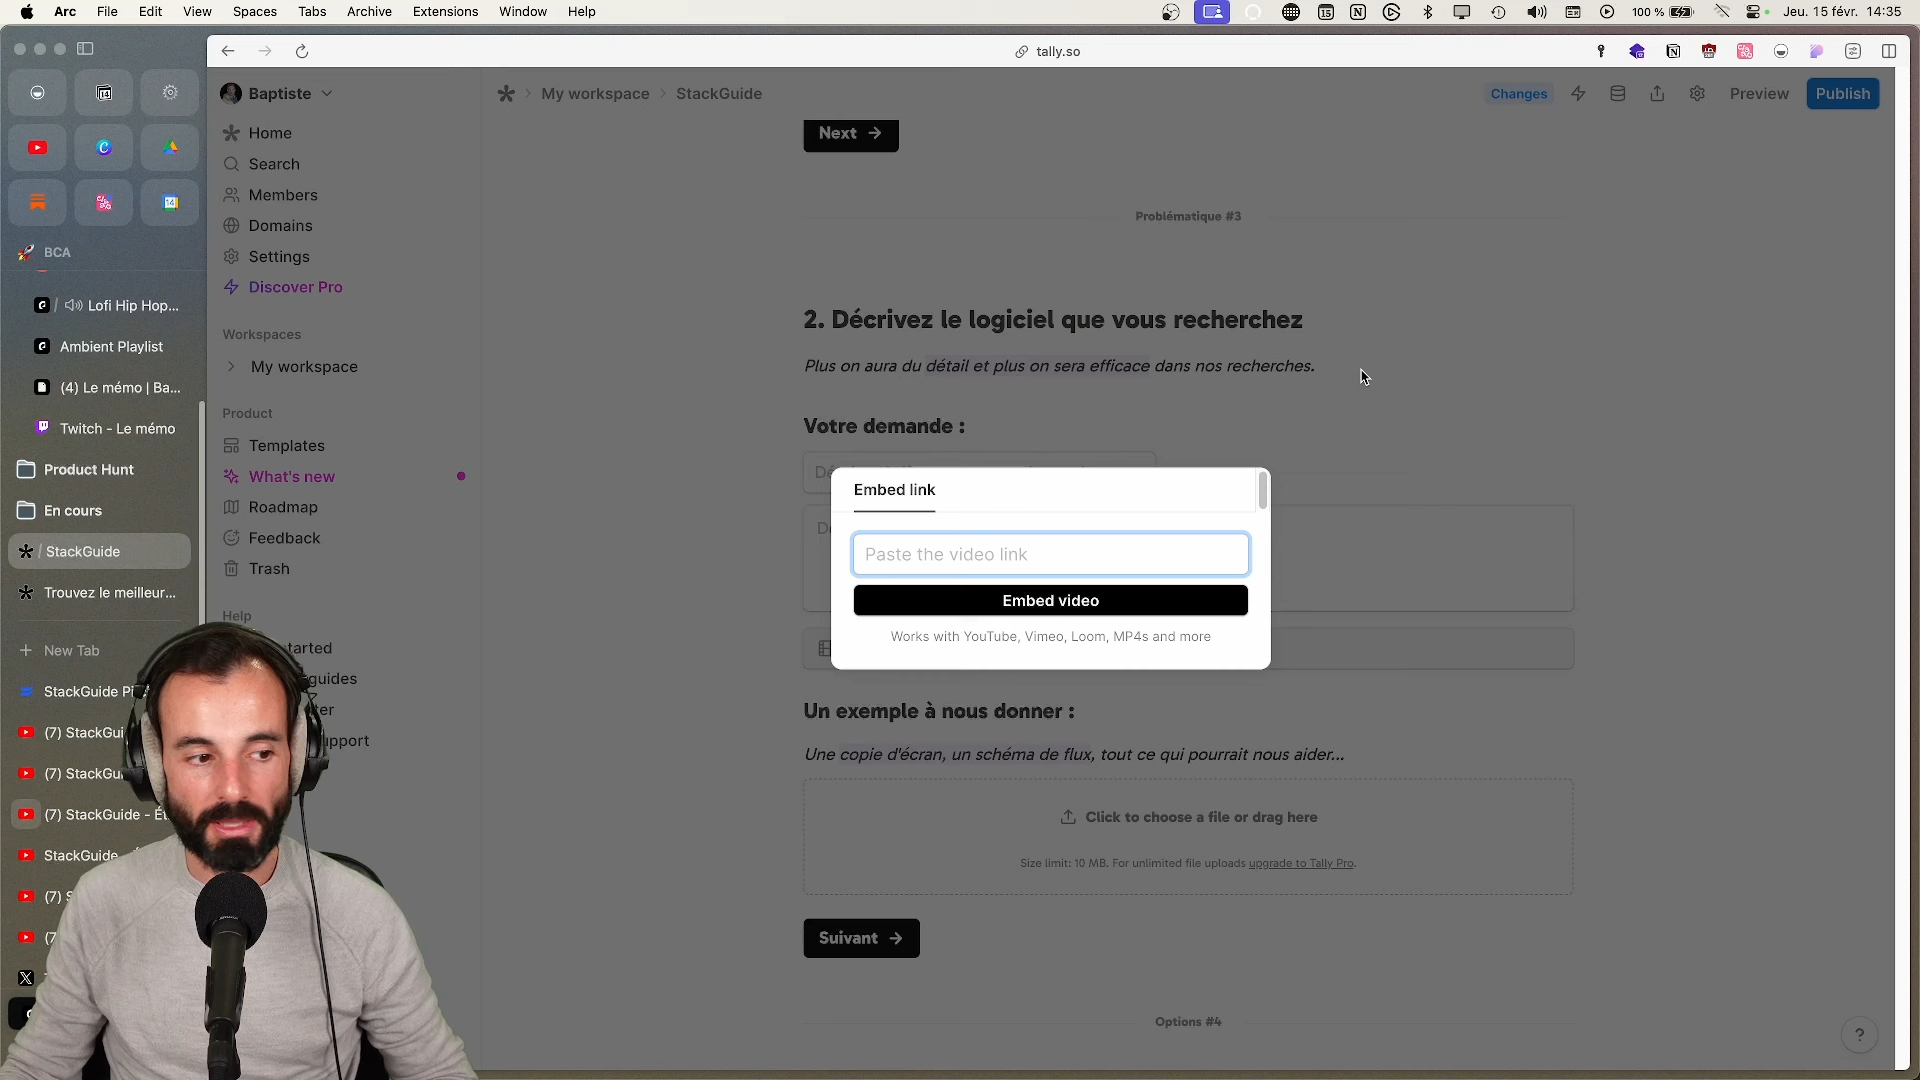 Arc File Edit View Spaces Tabs Archive Extensions Window Help
100 % Jeu. 15 févr. 14:35
tally.so
Baptiste
My workspace StackGuide
Changes Preview Publish
Home
Search
Members
Domains
Settings
Discover Pro
Workspaces
My workspace
Product
Templates
What's new
Roadmap
Feedback
Trash
Help
BCA
Lofi Hip Hop...
Ambient Playlist
(4) Le mémo | Ba...
Twitch - Le mémo
Product Hunt
En cours
/ StackGuide
Trouvez le meilleur...
New Tab
(7) StackGuide - Ét
StackGuide
Next →
Problématique #3
2. Décrivez le logiciel que vous recherchez
Plus on aura du détail et plus on sera efficace dans nos recherches.
Votre demande :
Embed link
Paste the video link
Embed video
Works with YouTube, Vimeo, Loom, MP4s and more
Un exemple à nous donner :
Une copie d'écran, un schéma de flux, tout ce qui pourrait nous aider...
Click to choose a file or drag here
Size limit: 10 MB. For unlimited file uploads upgrade to Tally Pro.
Suivant →
Options #4
?